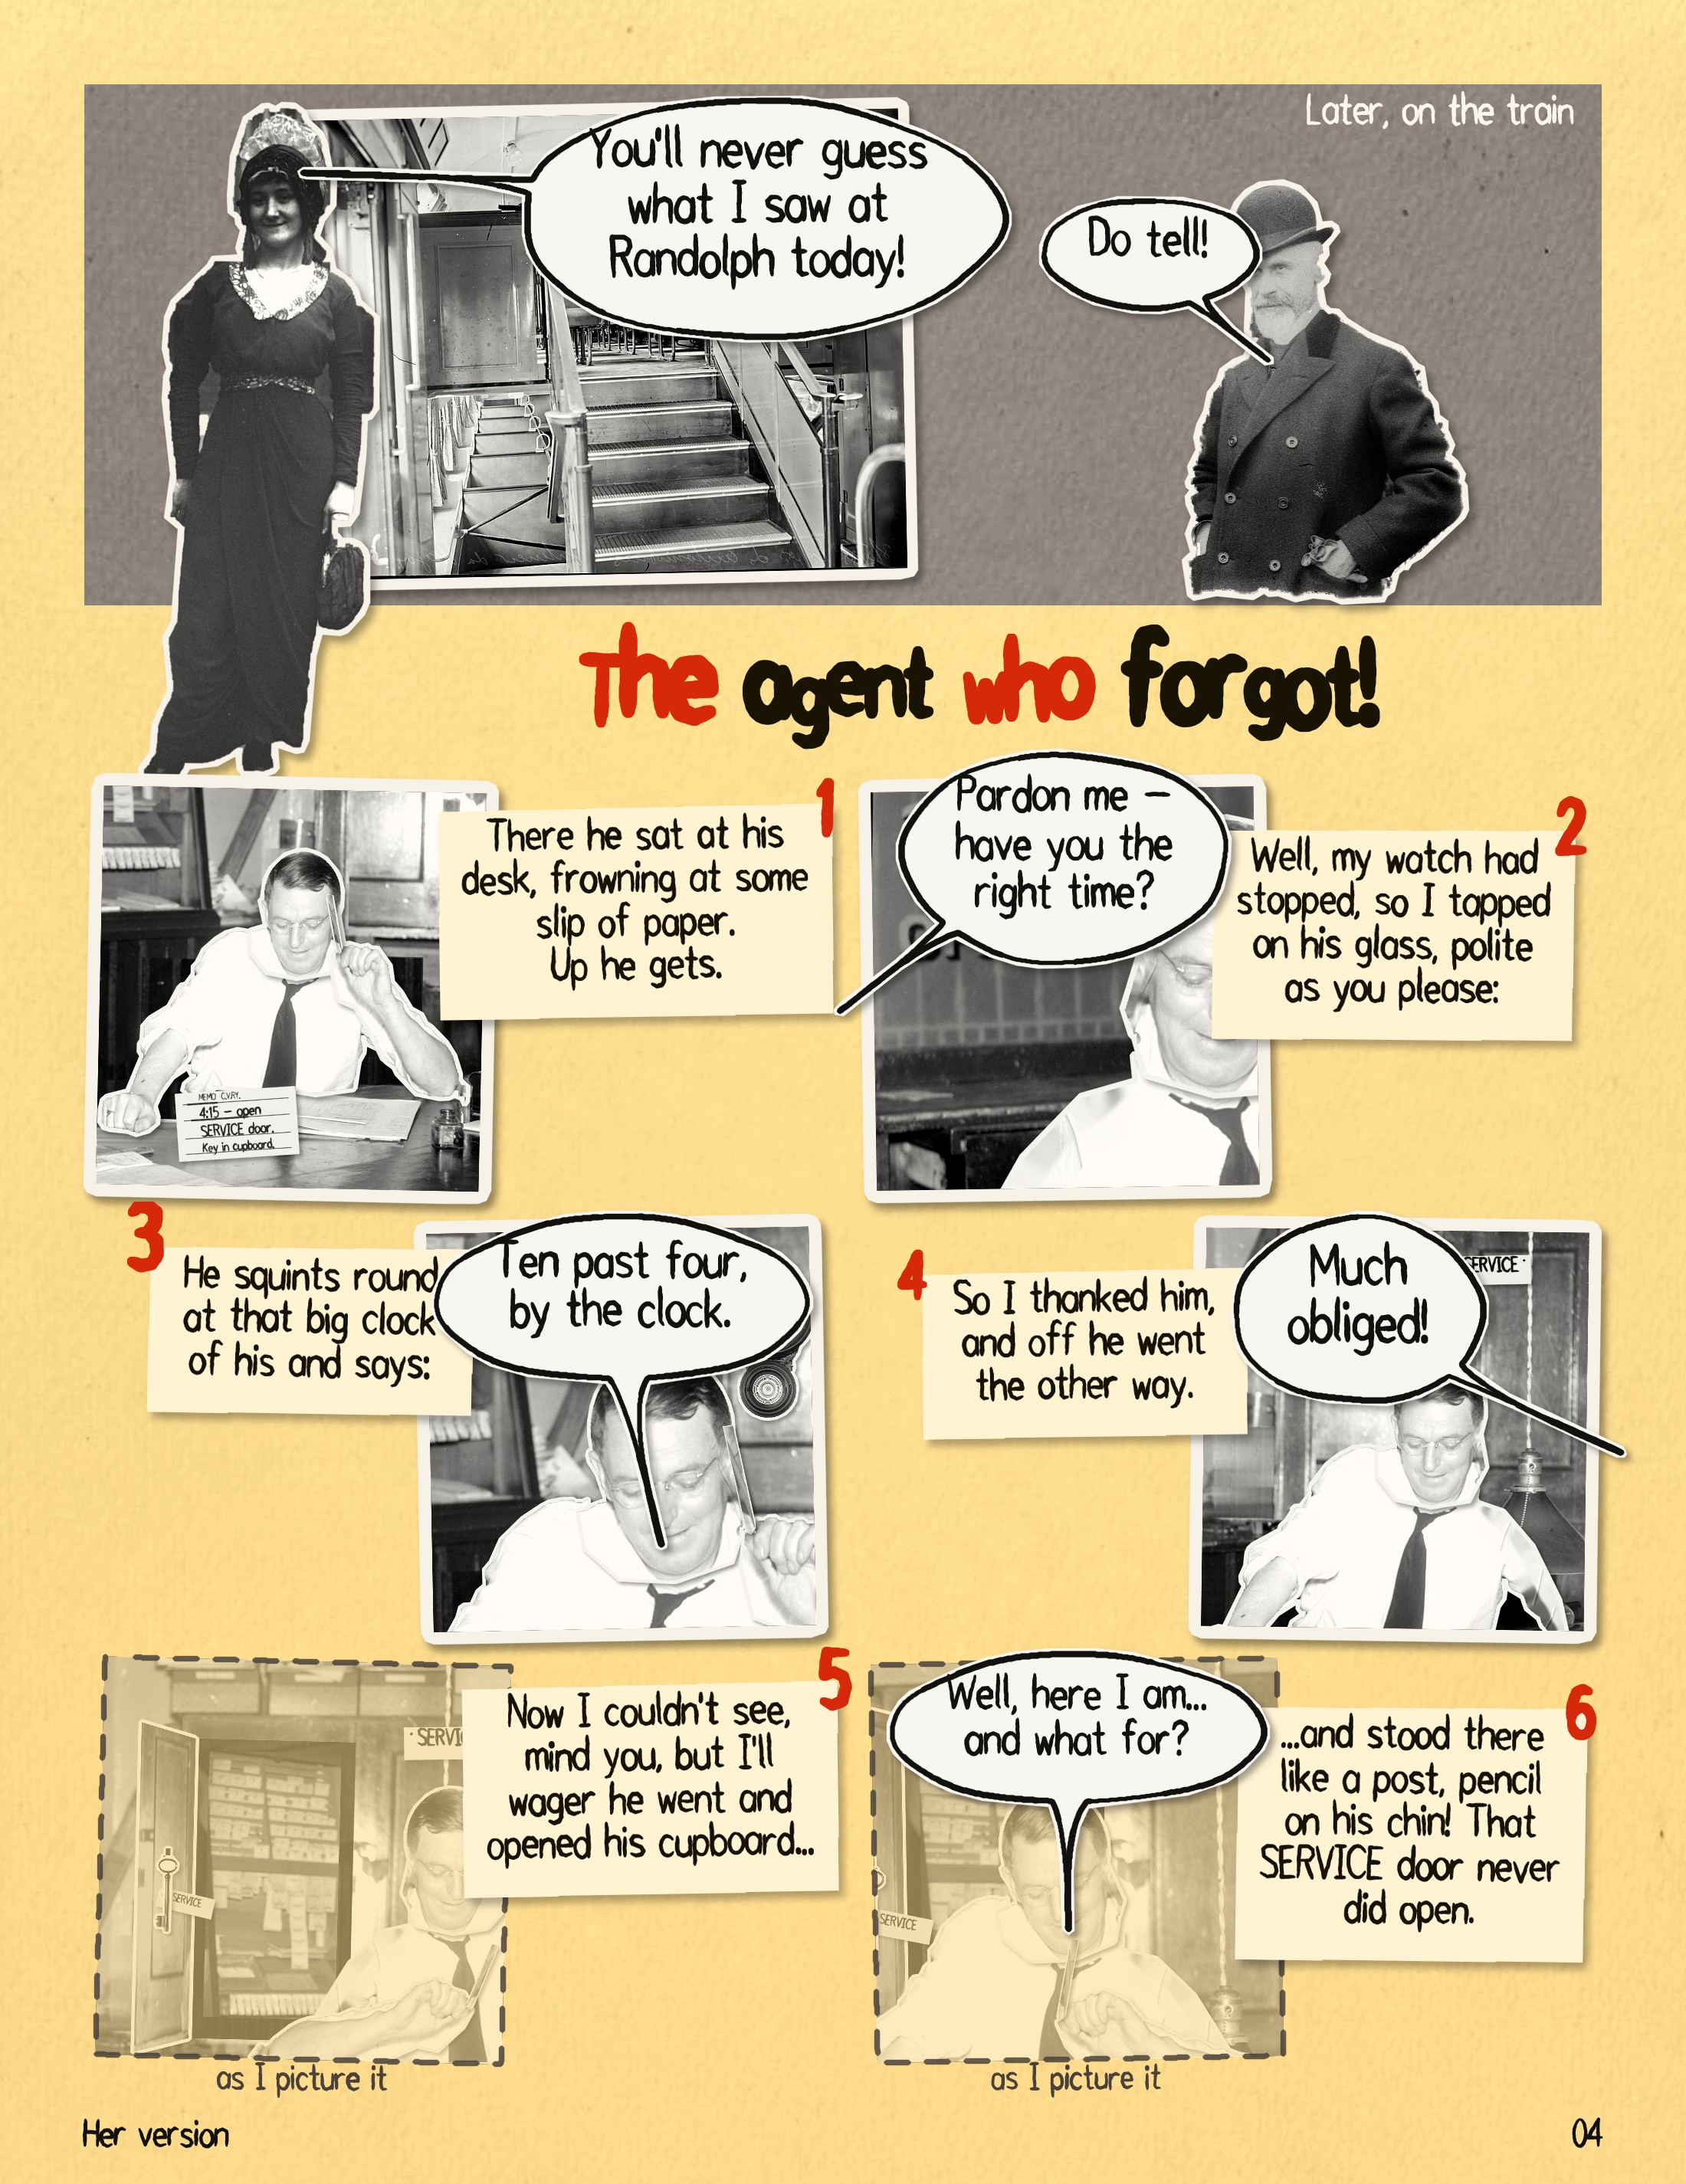 Later, on the train
You'll never guess
what I saw at
Randolph today!
Do tell!
The agent who forgot!
1
There he sat at his
desk, frowning at some
slip of paper.
Up he gets.
MEMO C.V.RY.
4:15 – open
SERVICE door.
Key in cupboard.
Pardon me –
have you the
right time?
2
Well, my watch had
stopped, so I tapped
on his glass, polite
as you please:
3
He squints round
at that big clock
of his and says:
Ten past four,
by the clock.
4
So I thanked him,
and off he went
the other way.
Much
obliged!
SERVICE ·
5
Now I couldn't see,
mind you, but I'll
wager he went and
opened his cupboard...
· SERVIC
SERVICE
as I picture it
Well, here I am...
and what for?
6
...and stood there
like a post, pencil
on his chin! That
SERVICE door never
did open.
SERVICE
as I picture it
Her version
04